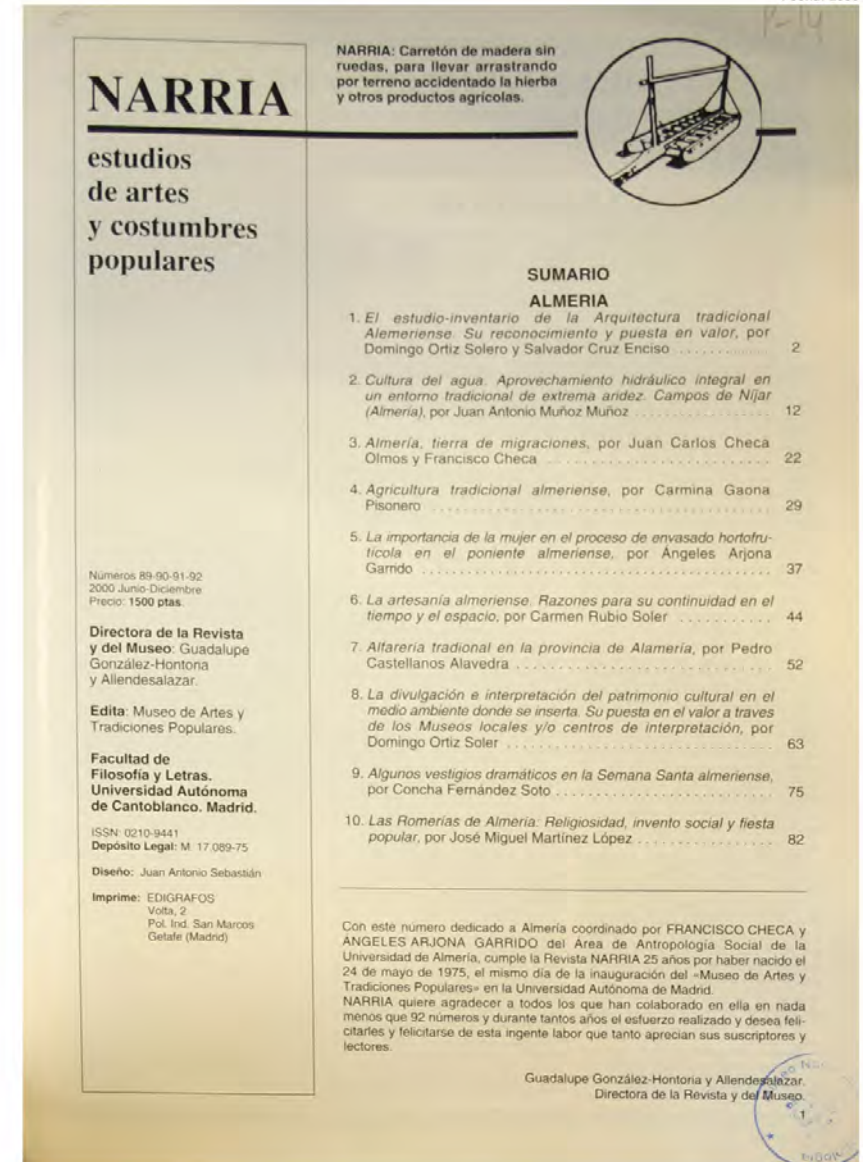 P-14
NARRIA
estudios
de artes
y costumbres
populares
NARRIA: Carretón de madera sin
ruedas, para llevar arrastrando
por terreno accidentado la hierba
y otros productos agrícolas.
SUMARIO
ALMERIA
1. El estudio-inventario de la Arquitectura tradicional
Alemeriense. Su reconocimiento y puesta en valor, por
Domingo Ortiz Solero y Salvador Cruz Enciso .............. 2
2. Cultura del agua. Aprovechamiento hidráulico integral en
un entorno tradicional de extrema aridez. Campos de Níjar
(Almería), por Juan Antonio Muñoz Muñoz .................. 12
3. Almería, tierra de migraciones, por Juan Carlos Checa
Olmos y Francisco Checa .............................. 22
4. Agricultura tradicional almeriense, por Carmina Gaona
Pisonero ............................................ 29
5. La importancia de la mujer en el proceso de envasado hortofru-
tícola en el poniente almeriense, por Ángeles Arjona
Garrido ............................................. 37
6. La artesanía almeriense. Razones para su continuidad en el
tiempo y el espacio, por Carmen Rubio Soler ............ 44
7. Alfarería tradional en la provincia de Alamería, por Pedro
Castellanos Alavedra .................................. 52
8. La divulgación e interpretación del patrimonio cultural en el
medio ambiente donde se inserta. Su puesta en el valor a traves
de los Museos locales y/o centros de interpretación, por
Domingo Ortiz Soler .................................. 63
9. Algunos vestigios dramáticos en la Semana Santa almeriense,
por Concha Fernández Soto ............................ 75
10. Las Romerías de Almería: Religiosidad, invento social y fiesta
popular, por José Miguel Martínez López ................. 82
Números 89-90-91-92
2000 Junio-Diciembre
Precio: 1500 ptas.
Directora de la Revista
y del Museo: Guadalupe
González-Hontoria
y Allendesalazar.
Edita: Museo de Artes y
Tradiciones Populares.
Facultad de
Filosofía y Letras.
Universidad Autónoma
de Cantoblanco. Madrid.
ISSN: 0210-9441
Depósito Legal: M. 17.089-75
Diseño: Juan Antonio Sebastián
Imprime: EDIGRAFOS
Volta, 2
Pol. Ind. San Marcos
Getafe (Madrid)
Con este número dedicado a Almería coordinado por FRANCISCO CHECA y
ANGELES ARJONA GARRIDO del Area de Antropología Social de la
Universidad de Almería, cumple la Revista NARRIA 25 años por haber nacido el
24 de mayo de 1975, el mismo día de la inauguración del «Museo de Artes y
Tradiciones Populares» en la Universidad Autónoma de Madrid.
NARRIA quiere agradecer a todos los que han colaborado en ella en nada
menos que 92 números y durante tantos años el esfuerzo realizado y desea feli-
citarles y felicitarse de esta ingente labor que tanto aprecian sus suscriptores y
lectores.
Guadalupe González-Hontoria y Allendesalazar.
Directora de la Revista y del Museo.
1